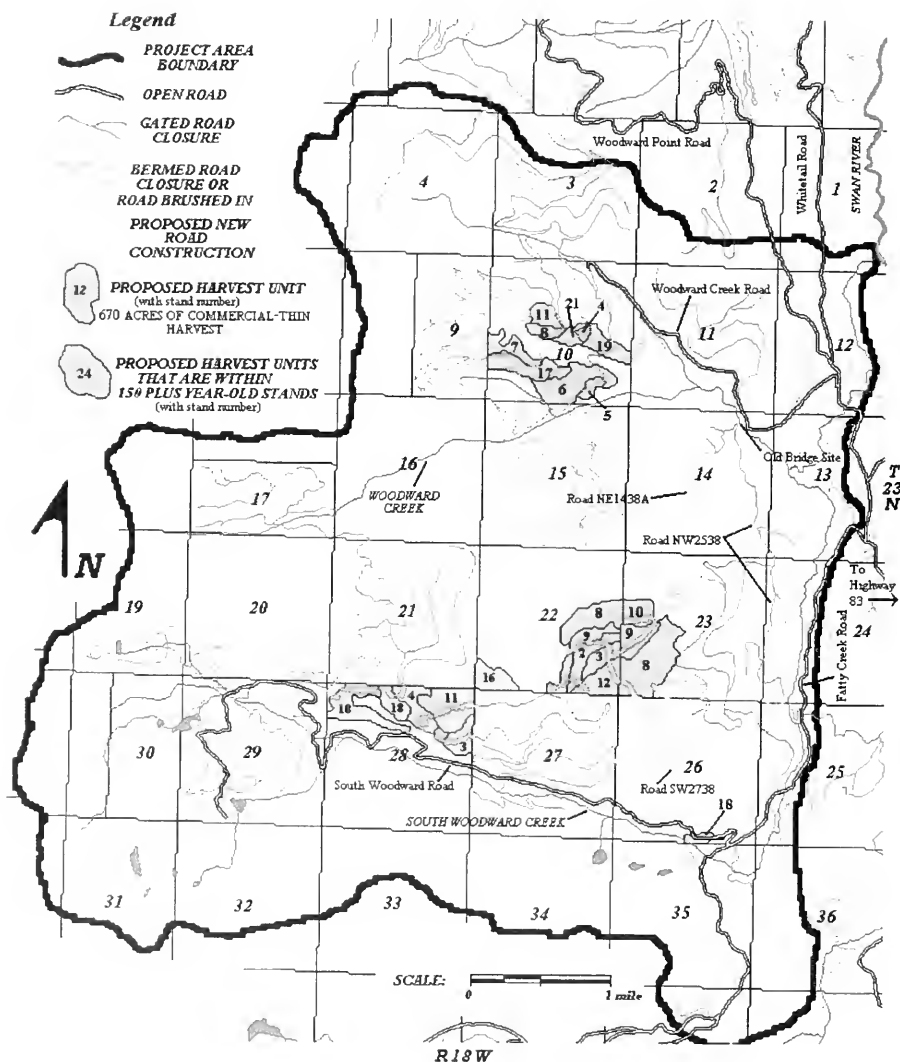 Legend
PROJECT AREA
BOUNDARY
OPEN ROAD
GATED ROAD
CLOSURE
BERMED ROAD
CLOSURE OR
ROAD BRUSHED IN
PROPOSED NEW
ROAD
CONSTRUCTION
12
PROPOSED HARVEST UNIT
(with stand number)
670 ACRES OF COMMERCIAL-THIN
HARVEST
24
PROPOSED HARVEST UNITS
THAT ARE WITHIN
150 PLUS YEAR-OLD STANDS
(with stand number)
Woodward Point Road
Whitetail Road
SWAN RIVER
4
3
2
1
Woodward Creek Road
9
11
8
21
4
7
10
19
17
6
5
11
12
Old Bridge Site
17
16
WOODWARD
CREEK
15
14
13
Road NE1438A
Road NW2538
T
23
N
To
Highway
83
N
19
20
21
22
8
10
9
9
2
3
8
12
23
24
16
Fatty Creek Road
30
29
18
4
18
11
3
28
27
26
25
South Woodward Road
SOUTH WOODWARD CREEK
Road SW2738
18
31
32
33
34
35
36
SCALE:
0
1
mile
R18W